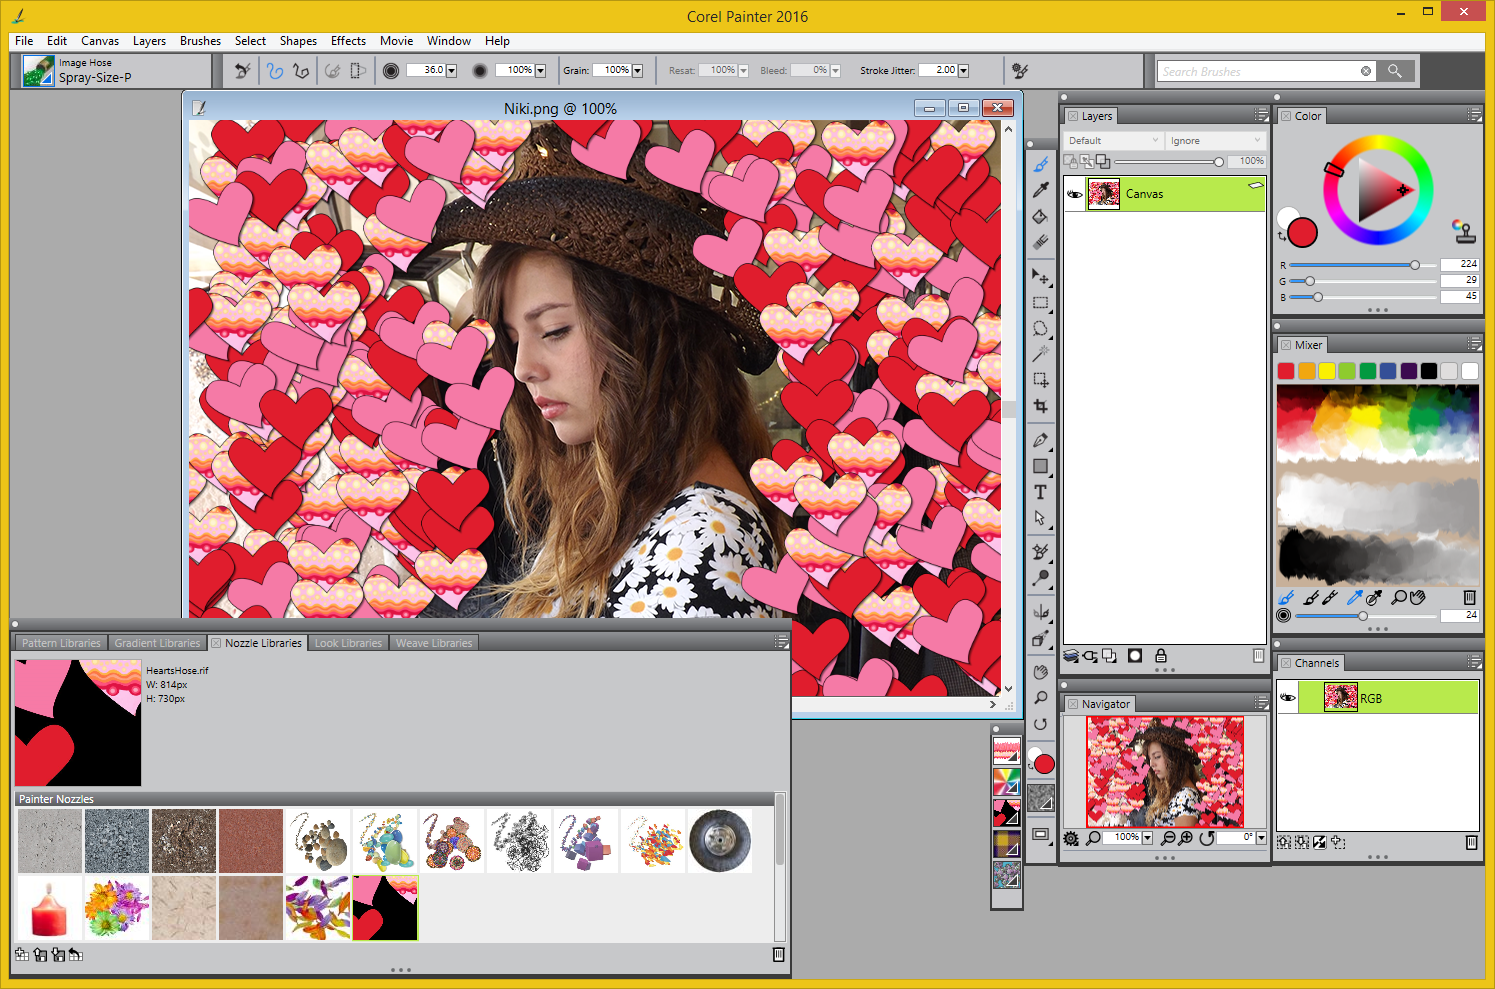 Corel Painter 2016
File Edit Canvas Layers Brushes Select Shapes Effects Movie Window Help
Image Hose
Spray-Size-P
36.0 100% Grain: 100% Resat: 100% Bleed: 0% Stroke Jitter: 2.00
Search Brushes
Niki.png @ 100%
Layers
Default Ignore
100%
Canvas
Color
R 224
G 29
B 45
Mixer
T
24
Channels
RGB
Navigator
100% 0°
Pattern Libraries Gradient Libraries Nozzle Libraries Look Libraries Weave Libraries
HeartsHose.rif
W: 814px
H: 730px
Painter Nozzles